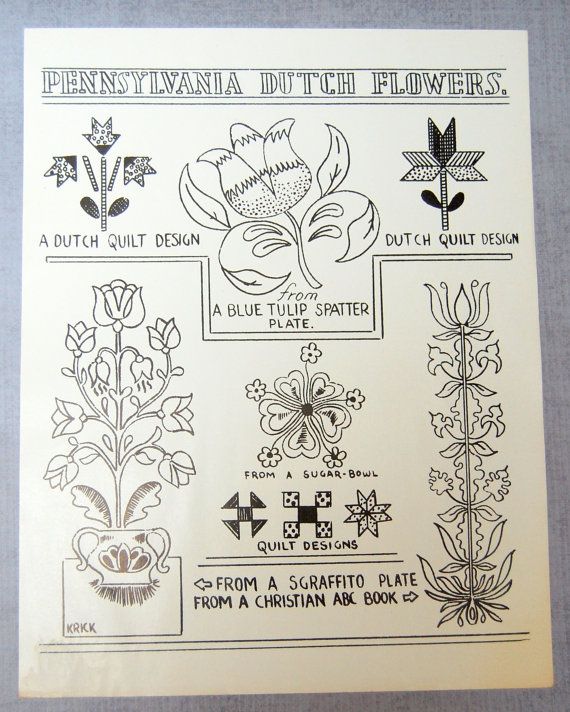 PENNSYLVANIA DUTCH FLOWERS.
A DUTCH QUILT DESIGN
DUTCH QUILT DESIGN
from
A BLUE TULIP SPATTER
PLATE.
FROM A SUGAR-BOWL
QUILT DESIGNS
⇦FROM A SGRAFFITO PLATE
FROM A CHRISTIAN ABC BOOK⇨
KRICK